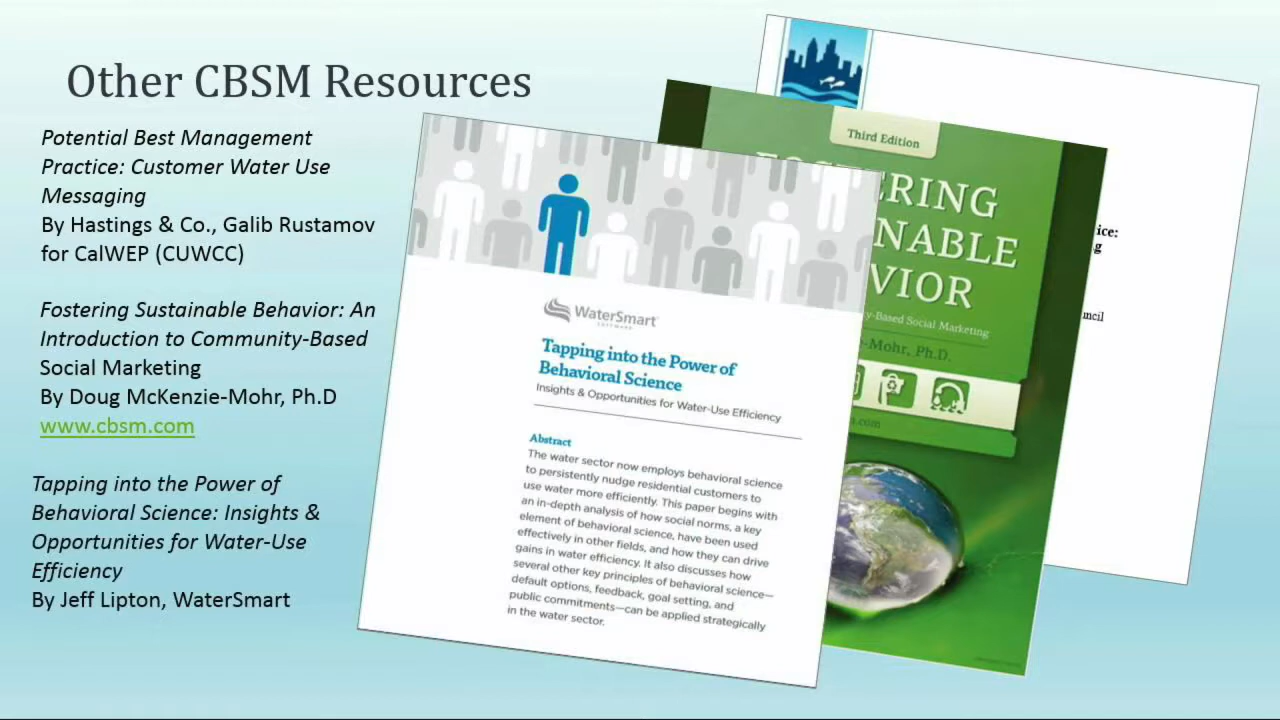 Other CBSM Resources
Potential Best Management
Practice: Customer Water Use
Messaging
By Hastings & Co., Galib Rustamov
for CalWEP (CUWCC)
Fostering Sustainable Behavior: An
Introduction to Community-Based
Social Marketing
By Doug McKenzie-Mohr, Ph.D
www.cbsm.com
Tapping into the Power of
Behavioral Science: Insights &
Opportunities for Water-Use
Efficiency
By Jeff Lipton, WaterSmart
WaterSmart
SOFTWARE
Tapping into the Power of
Behavioral Science
Insights & Opportunities for Water-Use Efficiency
Abstract
The water sector now employs behavioral science
to persistently nudge residential customers to
use water more efficiently. This paper begins with
an in-depth analysis of how social norms, a key
element of behavioral science, have been used
effectively in other fields, and how they can drive
gains in water efficiency. It also discusses how
several other key principles of behavioral science—
default options, feedback, goal setting, and
public commitments—can be applied strategically
in the water sector.
Third Edition
ERING
NABLE
VIOR
y-Based Social Marketing
e-Mohr, Ph.D.
m.com
ice:
g
uncil